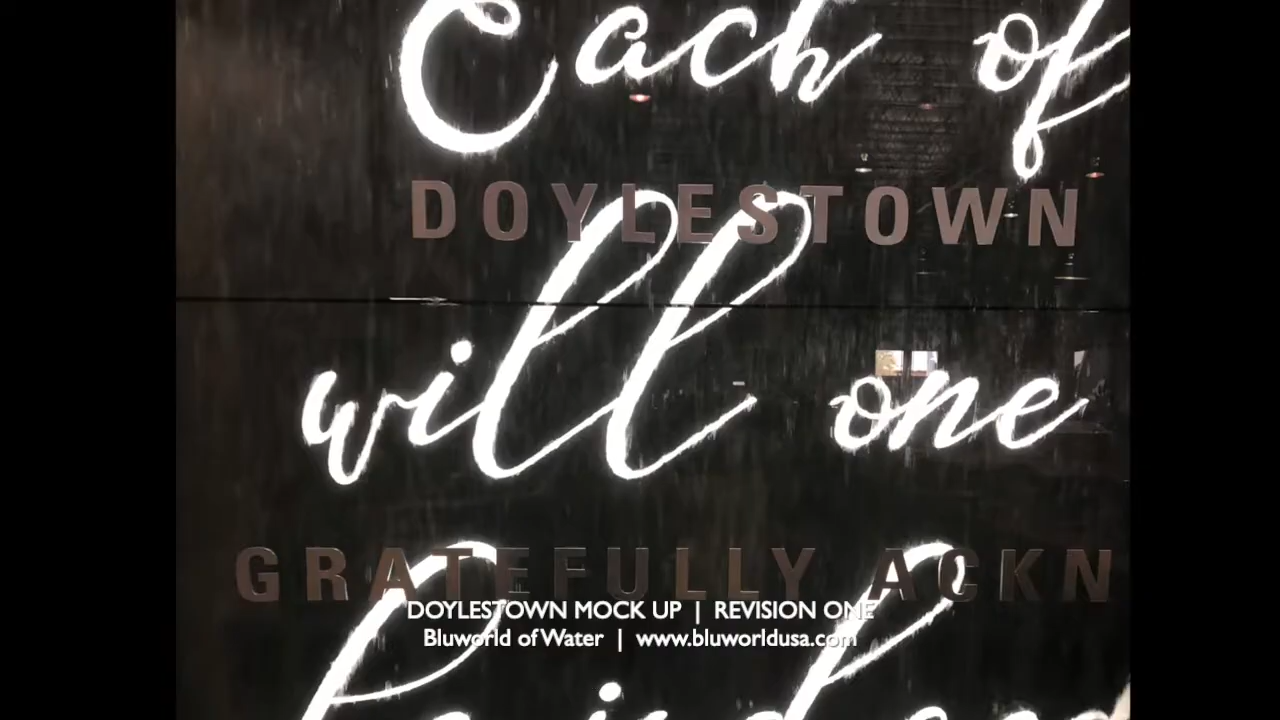 Each of
DOYLESTOWN
will one
GRATEFULLY ACKN
DOYLESTOWN MOCK UP | REVISION ONE
Bluworld of Water | www.bluworldusa.com